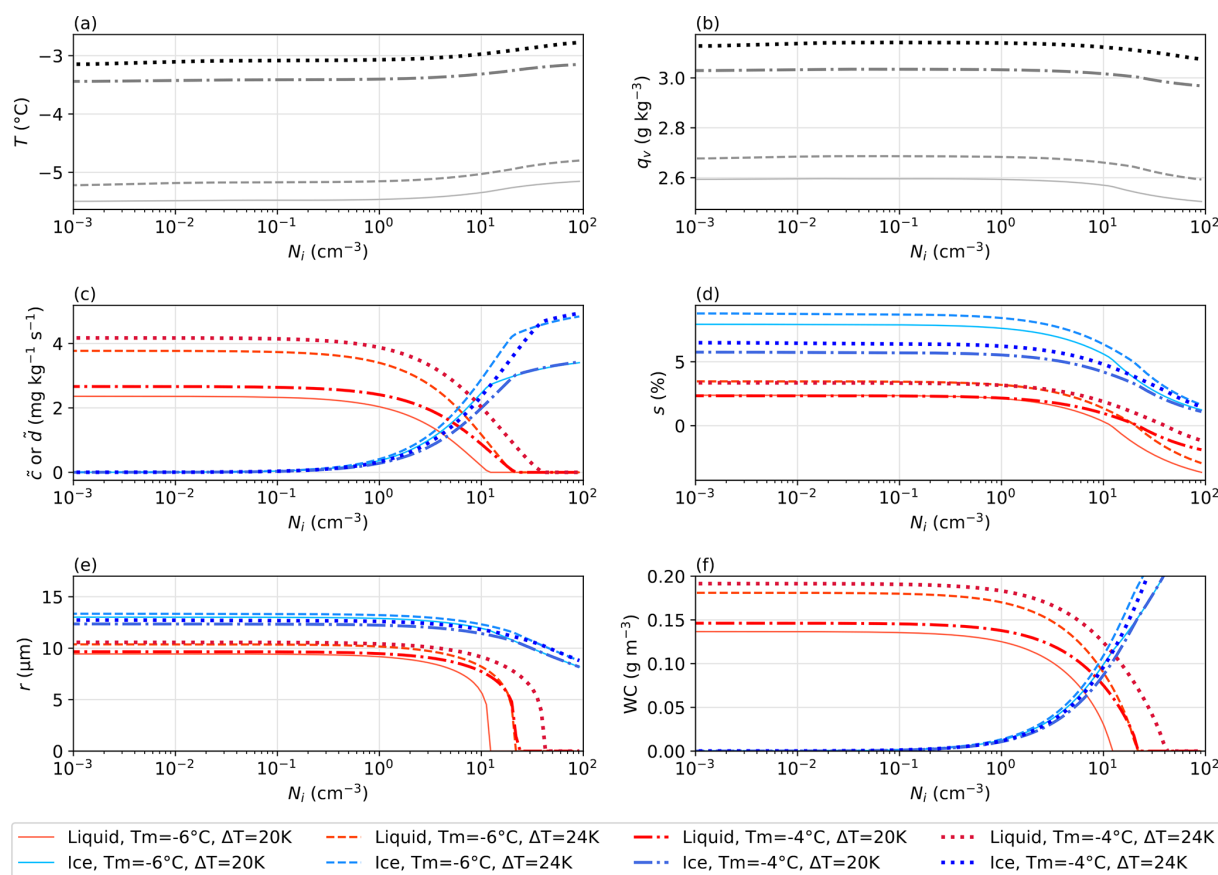 (a)
T (°C)
−3
−4
−5
10⁻³ 10⁻² 10⁻¹ 10⁰ 10¹ 10²
Nᵢ (cm⁻³)
(b)
qᵥ (g kg⁻³)
3.0
2.8
2.6
10⁻³ 10⁻² 10⁻¹ 10⁰ 10¹ 10²
Nᵢ (cm⁻³)
(c)
c̃ or d̃ (mg kg⁻¹ s⁻¹)
4
2
0
10⁻³ 10⁻² 10⁻¹ 10⁰ 10¹ 10²
Nᵢ (cm⁻³)
(d)
s (%)
5
0
10⁻³ 10⁻² 10⁻¹ 10⁰ 10¹ 10²
Nᵢ (cm⁻³)
(e)
r (µm)
15
10
5
0
10⁻³ 10⁻² 10⁻¹ 10⁰ 10¹ 10²
Nᵢ (cm⁻³)
(f)
WC (g m⁻³)
0.20
0.15
0.10
0.05
0.00
10⁻³ 10⁻² 10⁻¹ 10⁰ 10¹ 10²
Nᵢ (cm⁻³)
Liquid, Tm=-6°C, ΔT=20K Liquid, Tm=-6°C, ΔT=24K Liquid, Tm=-4°C, ΔT=20K Liquid, Tm=-4°C, ΔT=24K
Ice, Tm=-6°C, ΔT=20K Ice, Tm=-6°C, ΔT=24K Ice, Tm=-4°C, ΔT=20K Ice, Tm=-4°C, ΔT=24K